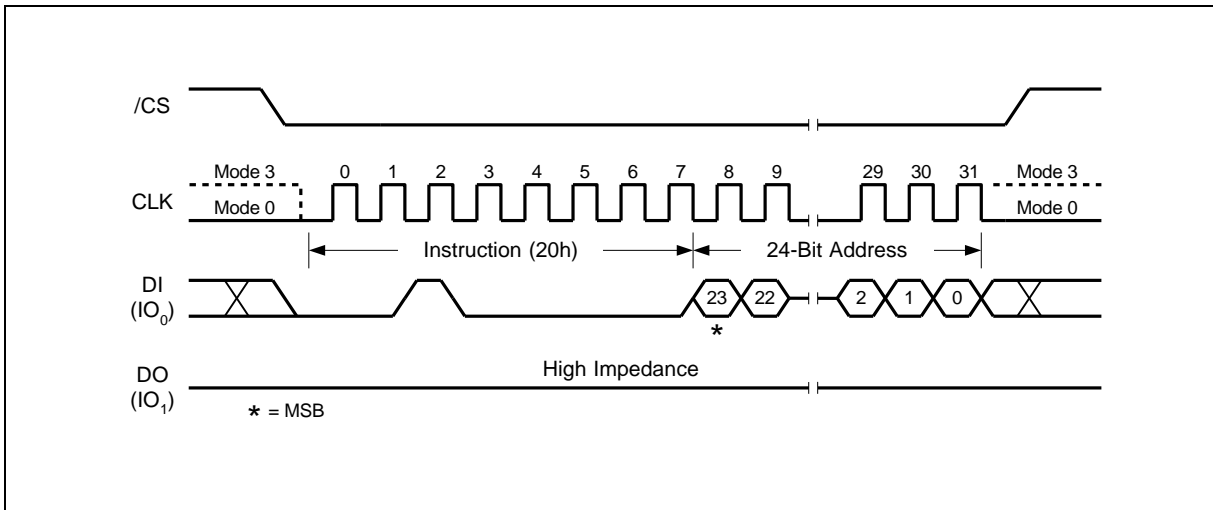 /CS
Mode 3 0 1 2 3 4 5 6 7 8 9 29 30 31 Mode 3
CLK
Mode 0 Mode 0
Instruction (20h) 24-Bit Address
DI
(IO0)
23 22 2 1 0
*
High Impedance
DO
(IO1)
* = MSB